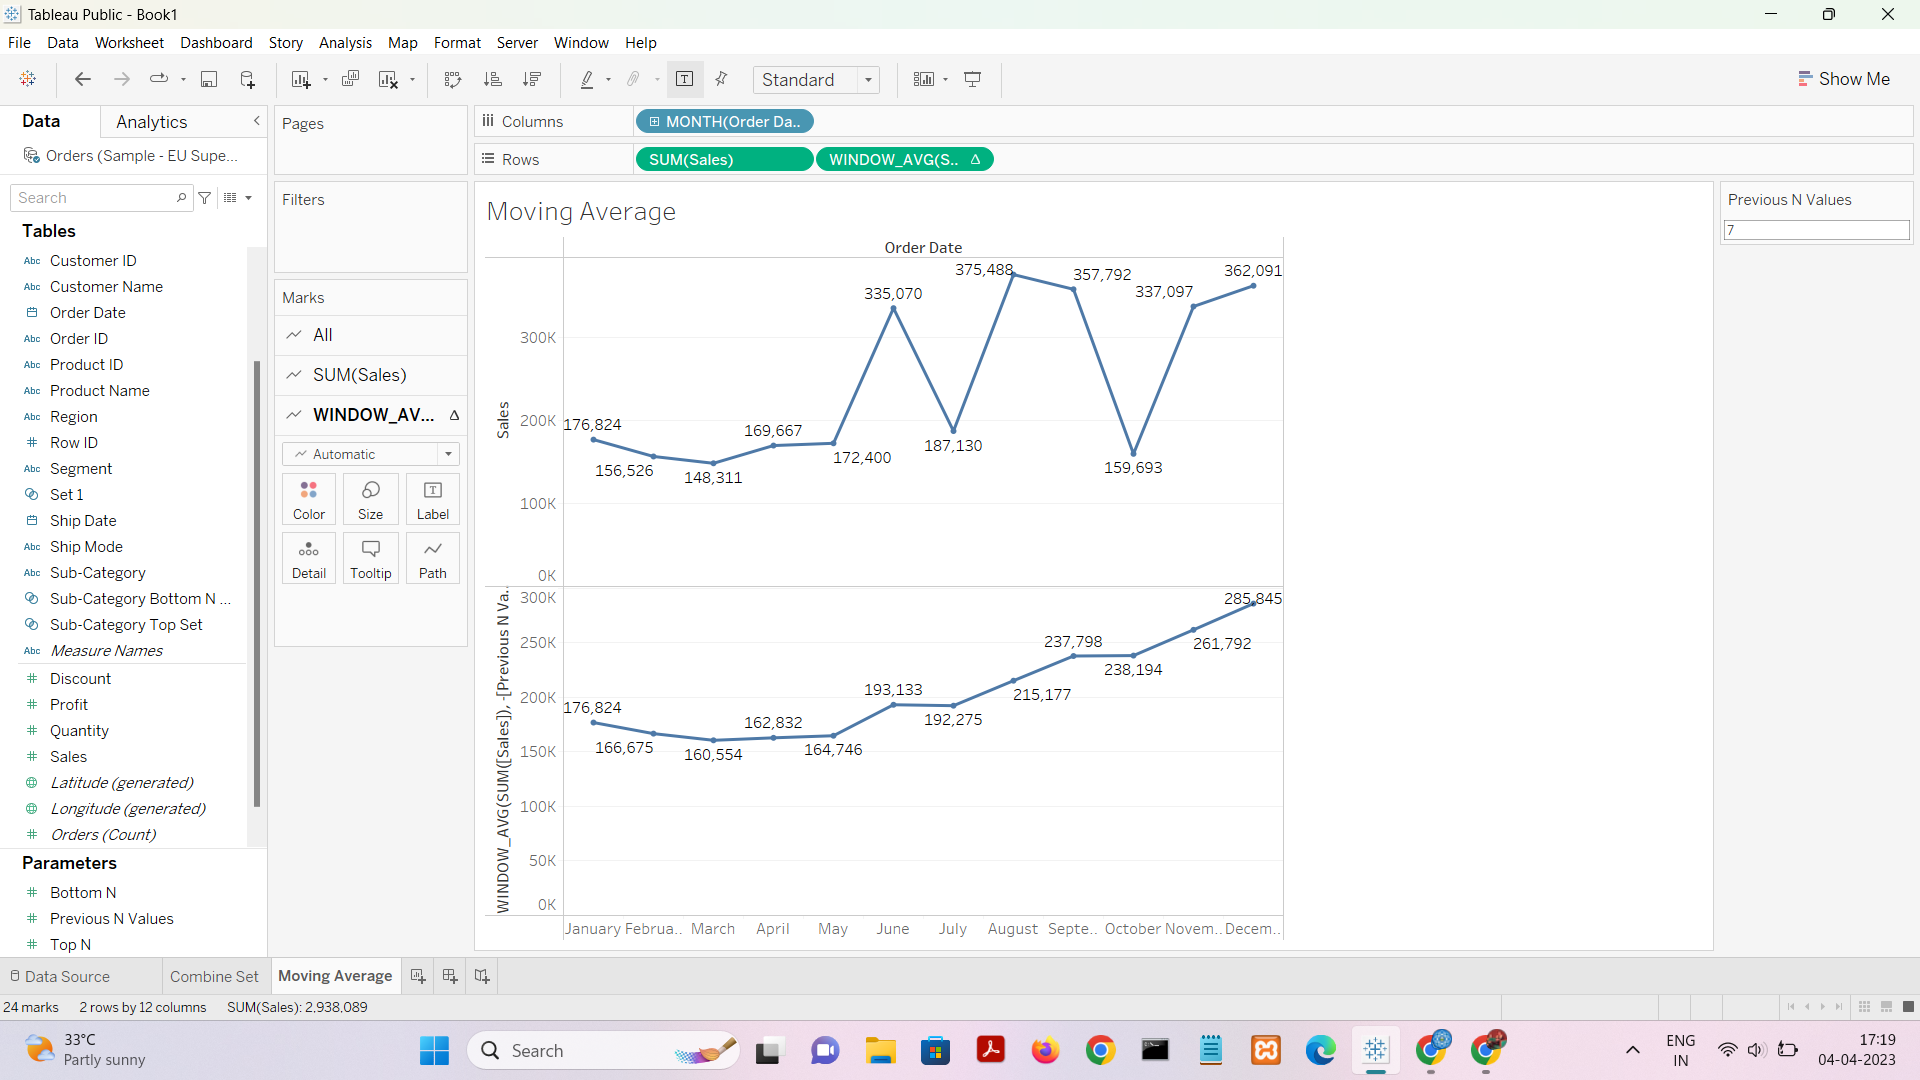 Tableau Public - Book1
File Data Worksheet Dashboard Story Analysis Map Format Server Window Help
Standard
Show Me
Data
Analytics
Orders (Sample - EU Supe...
Search
Tables
Abc Customer ID
Abc Customer Name
Order Date
Abc Order ID
Abc Product ID
Abc Product Name
Abc Region
# Row ID
Abc Segment
Set 1
Ship Date
Abc Ship Mode
Abc Sub-Category
Sub-Category Bottom N ...
Sub-Category Top Set
Abc Measure Names
# Discount
# Profit
# Quantity
# Sales
Latitude (generated)
Longitude (generated)
# Orders (Count)
Parameters
# Bottom N
# Previous N Values
# Top N
Pages
Filters
Marks
All
SUM(Sales)
WINDOW_AV... Δ
Automatic
Color Size Label
Detail Tooltip Path
Columns
MONTH(Order Da..
Rows
SUM(Sales)
WINDOW_AVG(S.. Δ
Moving Average
Order Date
Sales
300K
200K
100K
0K
176,824
156,526
148,311
169,667
172,400
335,070
187,130
375,488
357,792
159,693
337,097
362,091
WINDOW_AVG(SUM([Sales]), -[Previous N Va..
300K
250K
200K
150K
100K
50K
0K
176,824
166,675
160,554
162,832
164,746
193,133
192,275
215,177
237,798
238,194
261,792
285,845
January Februa.. March April May June July August Septe.. October Novem.. Decem..
Previous N Values
7
Data Source
Combine Set
Moving Average
24 marks 2 rows by 12 columns SUM(Sales): 2,938,089
33°C
Partly sunny
Search
ENG
IN
17:19
04-04-2023